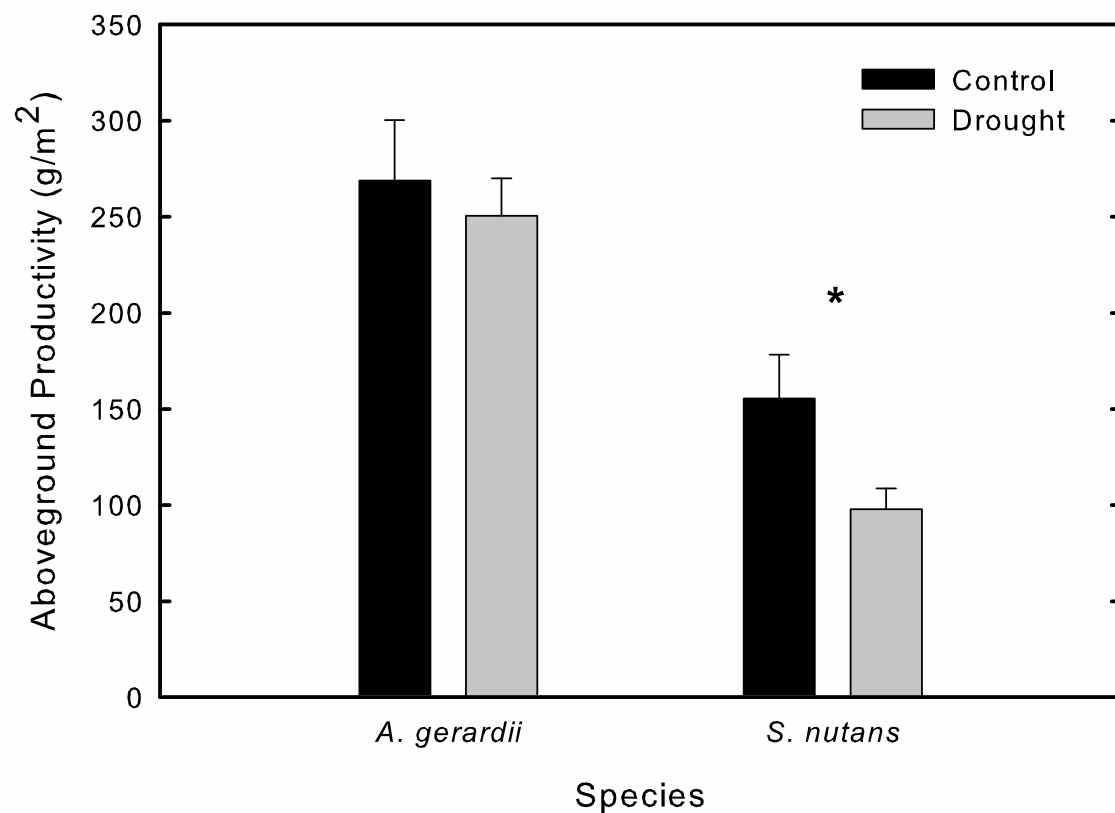 350
300
250
200
150
100
50
0
Aboveground Productivity (g/m²)
Control
Drought
*
A. gerardii
S. nutans
Species